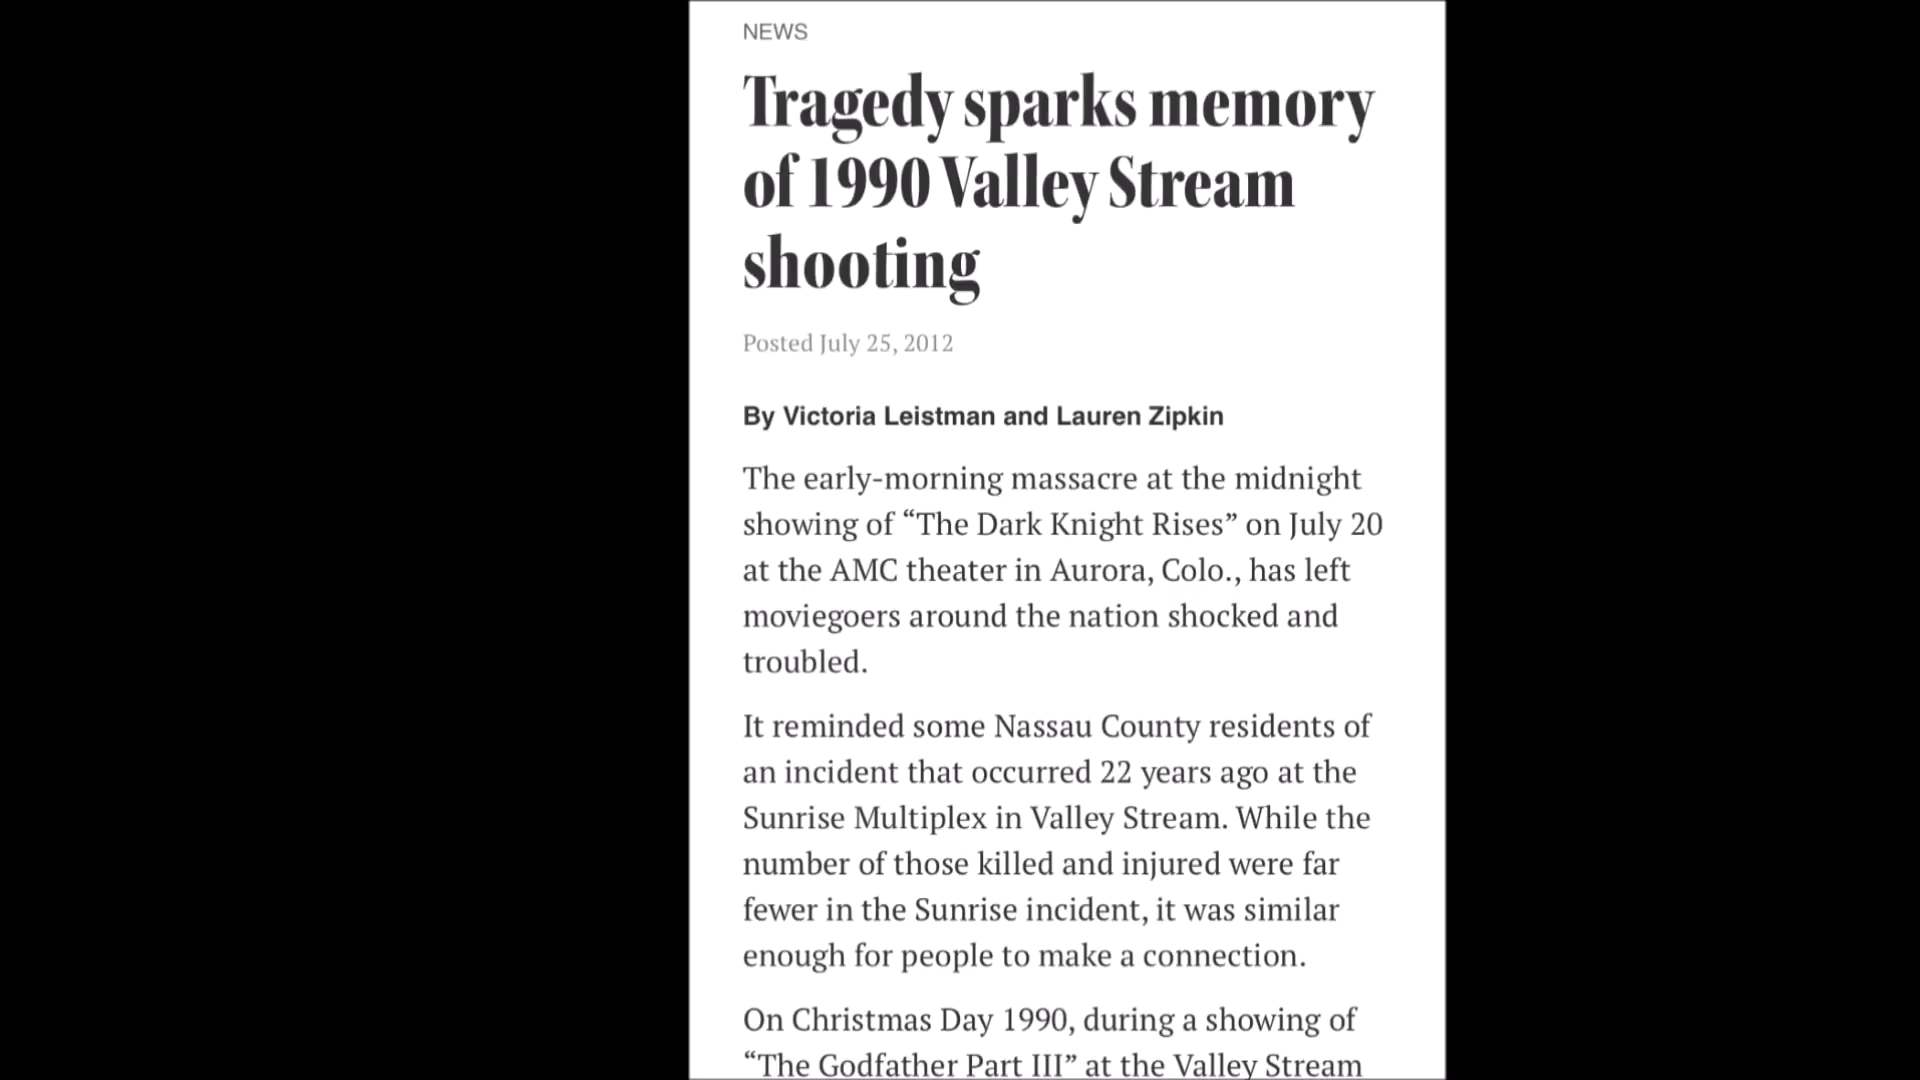 NEWS
Tragedy sparks memory
of 1990 Valley Stream
shooting
Posted July 25, 2012
By Victoria Leistman and Lauren Zipkin
The early-morning massacre at the midnight
showing of “The Dark Knight Rises” on July 20
at the AMC theater in Aurora, Colo., has left
moviegoers around the nation shocked and
troubled.
It reminded some Nassau County residents of
an incident that occurred 22 years ago at the
Sunrise Multiplex in Valley Stream. While the
number of those killed and injured were far
fewer in the Sunrise incident, it was similar
enough for people to make a connection.
On Christmas Day 1990, during a showing of
“The Godfather Part III” at the Valley Stream